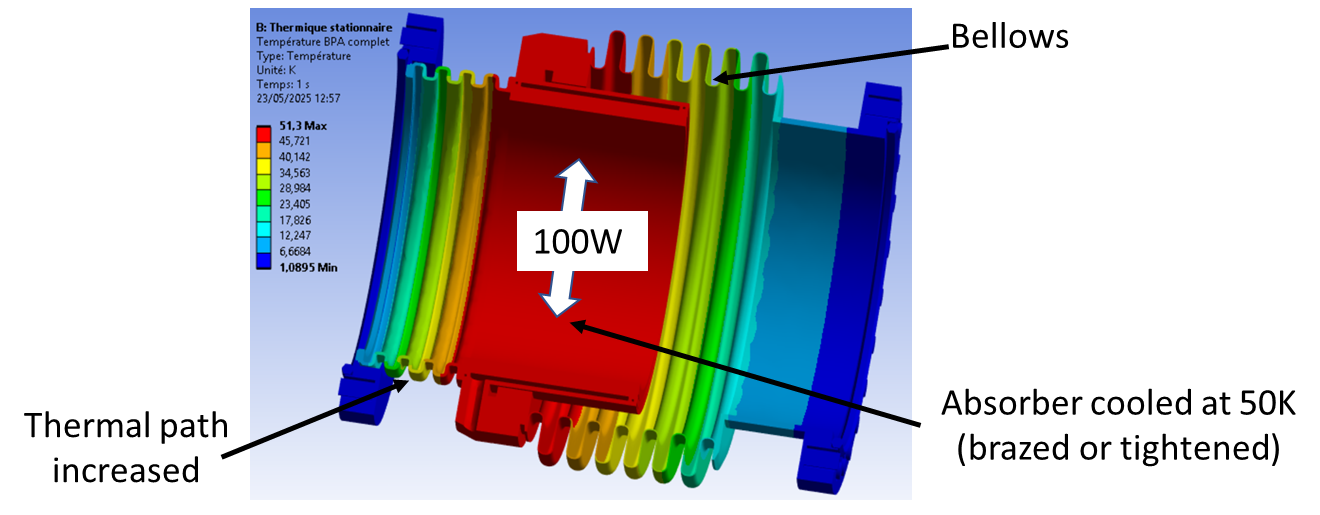 B: Thermique stationnaire
Température BPA complet
Type: Température
Unité: K
Temps: 1 s
23/05/2025 12:57
51,3 Max
45,721
40,142
34,563
28,984
23,405
17,826
12,247
6,6684
1,0895 Min
Bellows
100W
Thermal path
increased
Absorber cooled at 50K
(brazed or tightened)